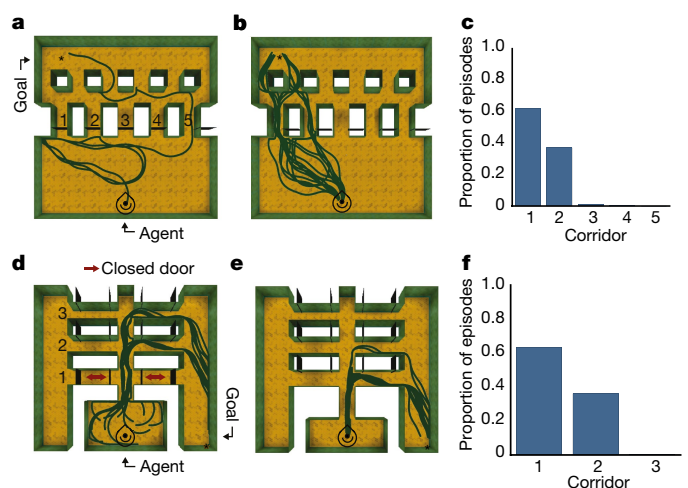 a
Goal
*
1 2 3 4 5
Agent
b
*
c
Proportion of episodes
1.0
0.8
0.6
0.4
0.2
0
1 2 3 4 5
Corridor
d
Closed door
3
2
1
Goal
*
Agent
e
*
f
Proportion of episodes
1.0
0.8
0.6
0.4
0.2
0
1 2 3
Corridor